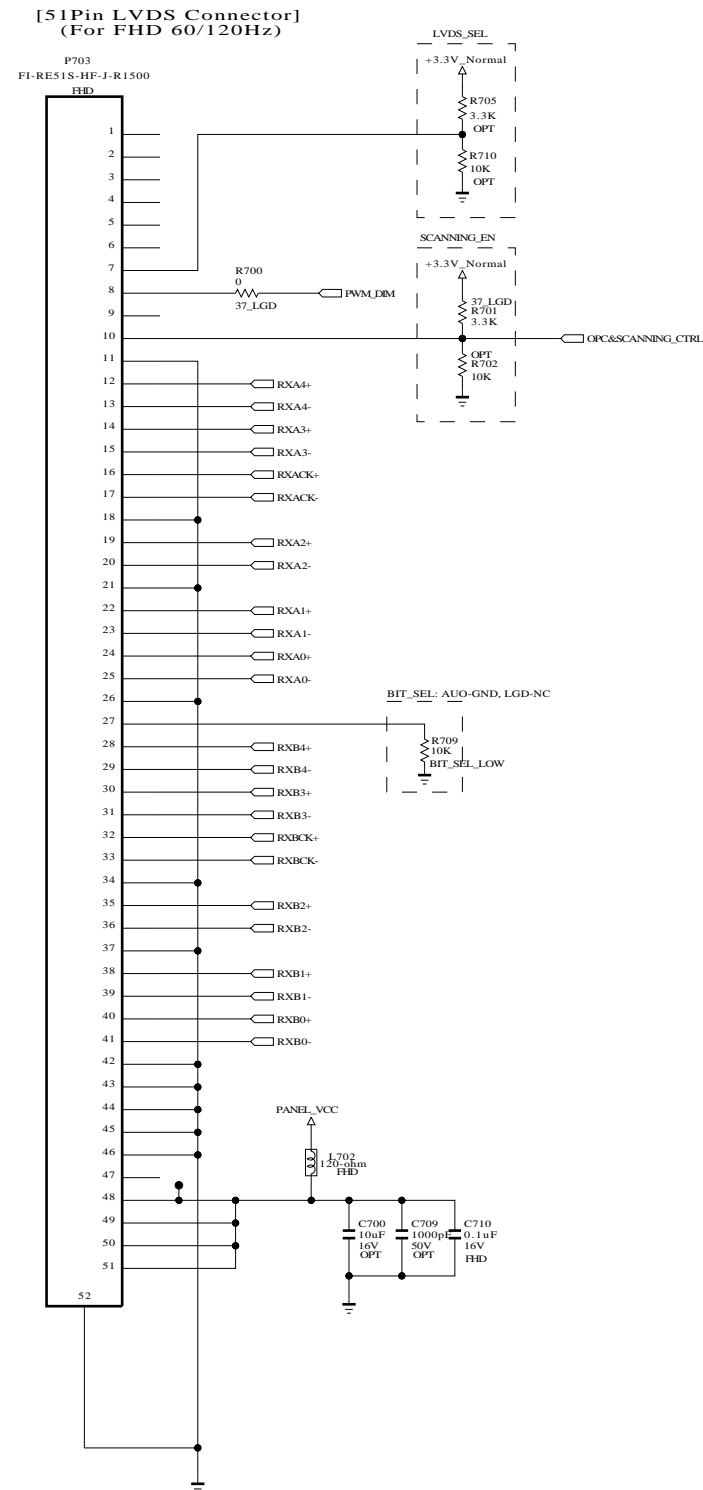 [51Pin LVDS Connector]
(For FHD 60/120Hz)
P703
FI-RE51S-HF-J-R1500
FHD
LVDS_SEL
+3.3V_Normal
R705
3.3K
OPT
R710
10K
OPT
SCANNING_EN
+3.3V_Normal
37_LGD
R701
3.3K
OPT
R702
10K
OPC&SCANNING_CTRL
R700
0
37_LGD
PWM_DIM
1
2
3
4
5
6
7
8
9
10
11
12 RXA4+
13 RXA4-
14 RXA3+
15 RXA3-
16 RXACK+
17 RXACK-
18
19 RXA2+
20 RXA2-
21
22 RXA1+
23 RXA1-
24 RXA0+
25 RXA0-
26
27
BIT_SEL: AUO-GND, LGD-NC
R709
10K
BIT_SEL_LOW
28 RXB4+
29 RXB4-
30 RXB3+
31 RXB3-
32 RXBCK+
33 RXBCK-
34
35 RXB2+
36 RXB2-
37
38 RXB1+
39 RXB1-
40 RXB0+
41 RXB0-
42
43
44
45
46
47
48
49
50
51
52
PANEL_VCC
L702
120-ohm
FHD
C700
10uF
16V
OPT
C709
1000pF
50V
OPT
C710
0.1uF
16V
FHD